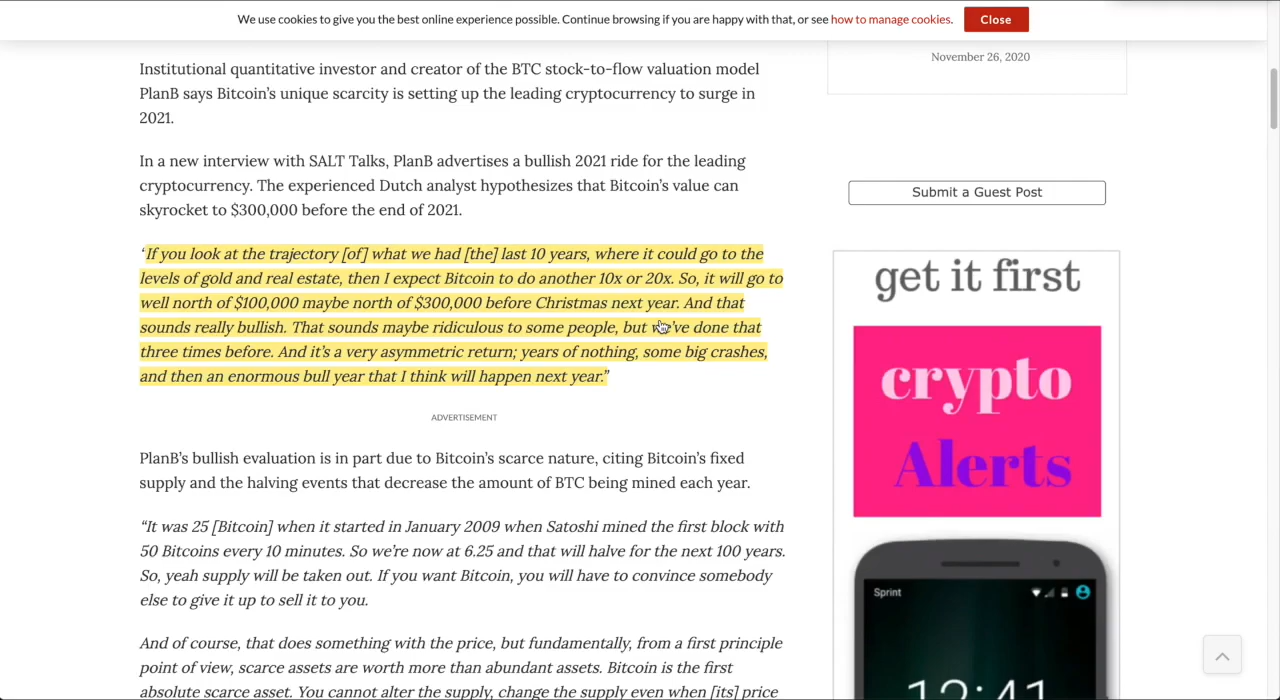 We use cookies to give you the best online experience possible. Continue browsing if you are happy with that, or see how to manage cookies.
Close
Institutional quantitative investor and creator of the BTC stock-to-flow valuation model
PlanB says Bitcoin’s unique scarcity is setting up the leading cryptocurrency to surge in
2021.
In a new interview with SALT Talks, PlanB advertises a bullish 2021 ride for the leading
cryptocurrency. The experienced Dutch analyst hypothesizes that Bitcoin’s value can
skyrocket to $300,000 before the end of 2021.
‘If you look at the trajectory [of] what we had [the] last 10 years, where it could go to the
levels of gold and real estate, then I expect Bitcoin to do another 10x or 20x. So, it will go to
well north of $100,000 maybe north of $300,000 before Christmas next year. And that
sounds really bullish. That sounds maybe ridiculous to some people, but we’ve done that
three times before. And it’s a very asymmetric return; years of nothing, some big crashes,
and then an enormous bull year that I think will happen next year.”
ADVERTISEMENT
PlanB’s bullish evaluation is in part due to Bitcoin’s scarce nature, citing Bitcoin’s fixed
supply and the halving events that decrease the amount of BTC being mined each year.
“It was 25 [Bitcoin] when it started in January 2009 when Satoshi mined the first block with
50 Bitcoins every 10 minutes. So we’re now at 6.25 and that will halve for the next 100 years.
So, yeah supply will be taken out. If you want Bitcoin, you will have to convince somebody
else to give it up to sell it to you.
And of course, that does something with the price, but fundamentally, from a first principle
point of view, scarce assets are worth more than abundant assets. Bitcoin is the first
absolute scarce asset. You cannot alter the supply, change the supply even when [its] price
November 26, 2020
Submit a Guest Post
get it first
crypto
Alerts
Sprint
12:41